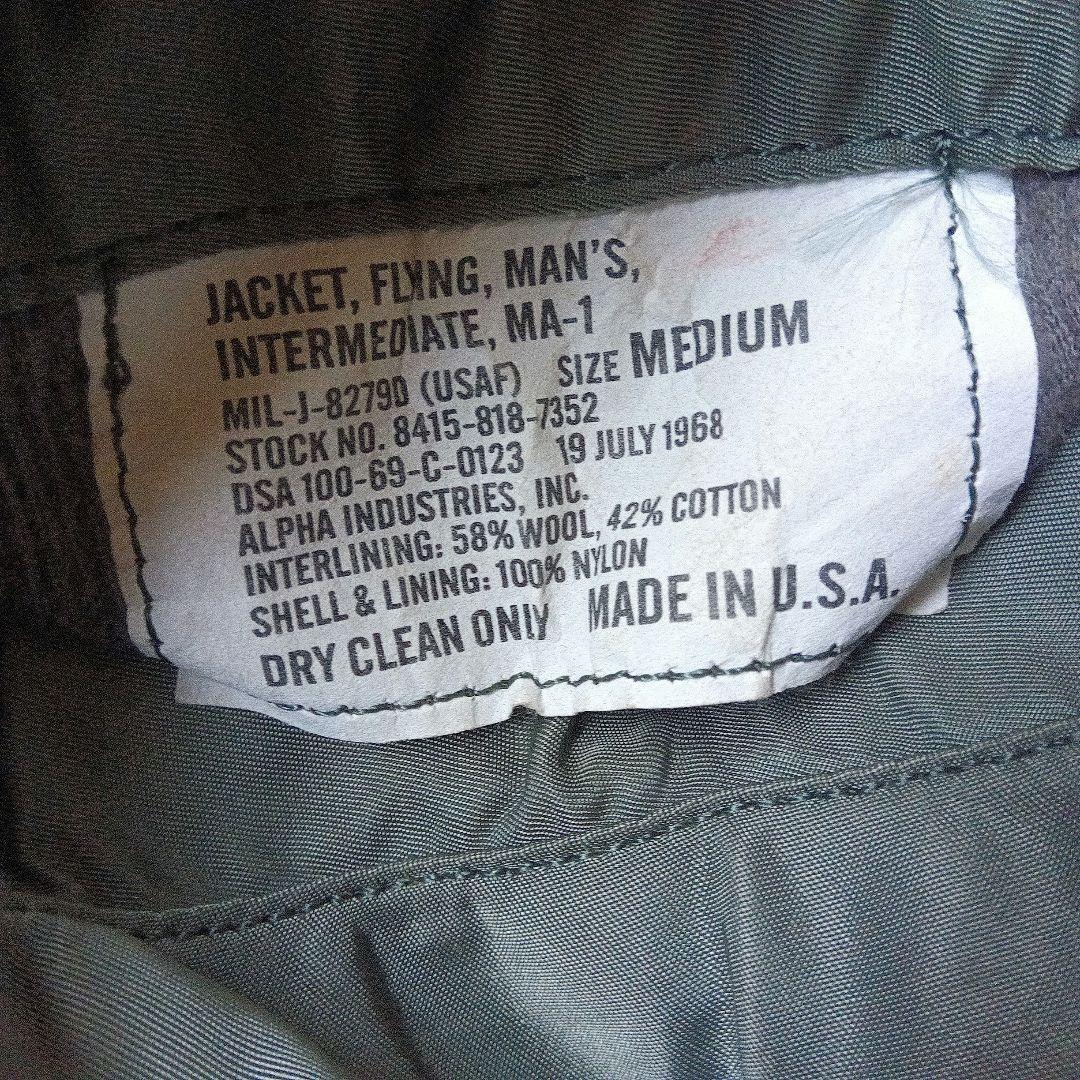 JACKET, FLYING, MAN'S,
INTERMEDIATE, MA-1
MIL-J-8279D (USAF) SIZE MEDIUM
STOCK NO. 8415-818-7352
DSA 100-69-C-0123 19 JULY 1968
ALPHA INDUSTRIES, INC.
INTERLINING: 58% WOOL, 42% COTTON
SHELL & LINING: 100% NYLON
DRY CLEAN ONLY MADE IN U.S.A.